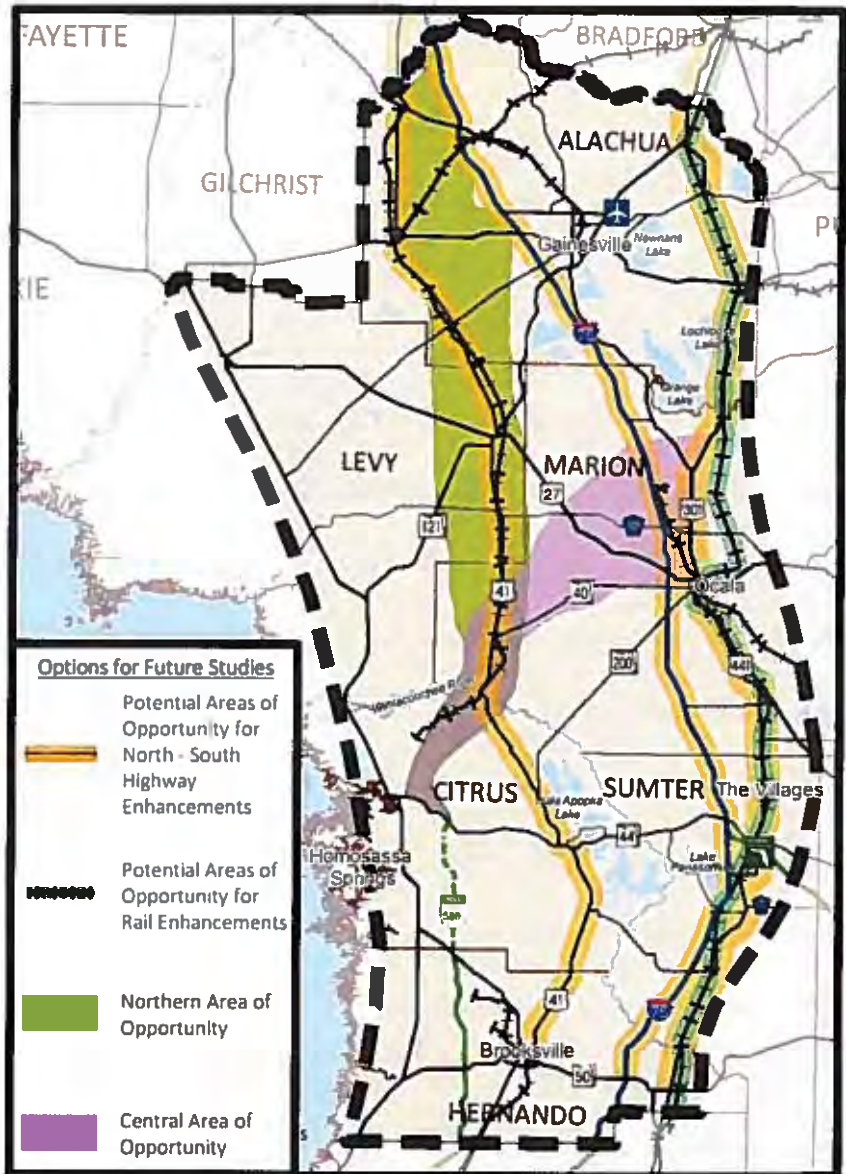 FAYETTE
BRADFORD
ALACHUA
GILCHRIST
Gainesville
Newnans
Lake
KIE
Lochloosa
Lake
Orange
Lake
LEVY
MARION
27
301
121
41
40
Ocala
200
441
Options for Future Studies
Potential Areas of
Opportunity for
North - South
Highway
Enhancements
Potential Areas of
Opportunity for
Rail Enhancements
Northern Area of
Opportunity
Central Area of
Opportunity
CITRUS
SUMTER
The Villages
Lake
44
Homosassa
Springs
Lake
41
Brooksville
50
HERNANDO